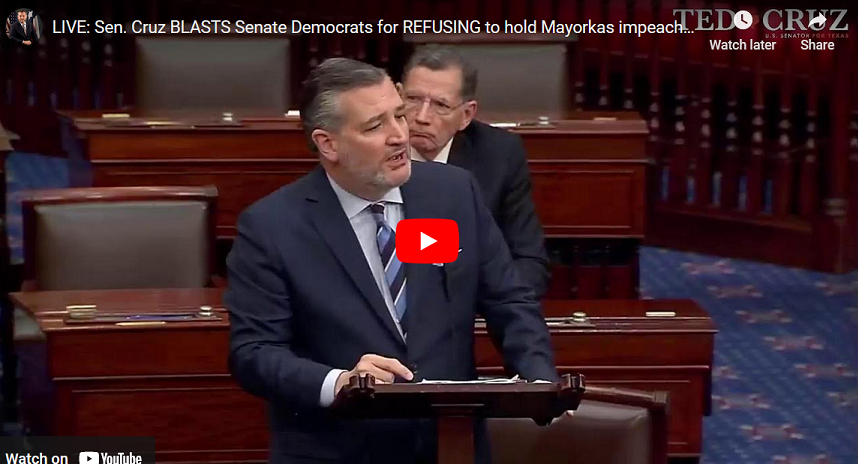 LIVE: Sen. Cruz BLASTS Senate Democrats for REFUSING to hold Mayorkas impeach...
TED CRUZ
U.S. SENATOR FOR TEXAS
Watch later
Share
Watch on YouTube